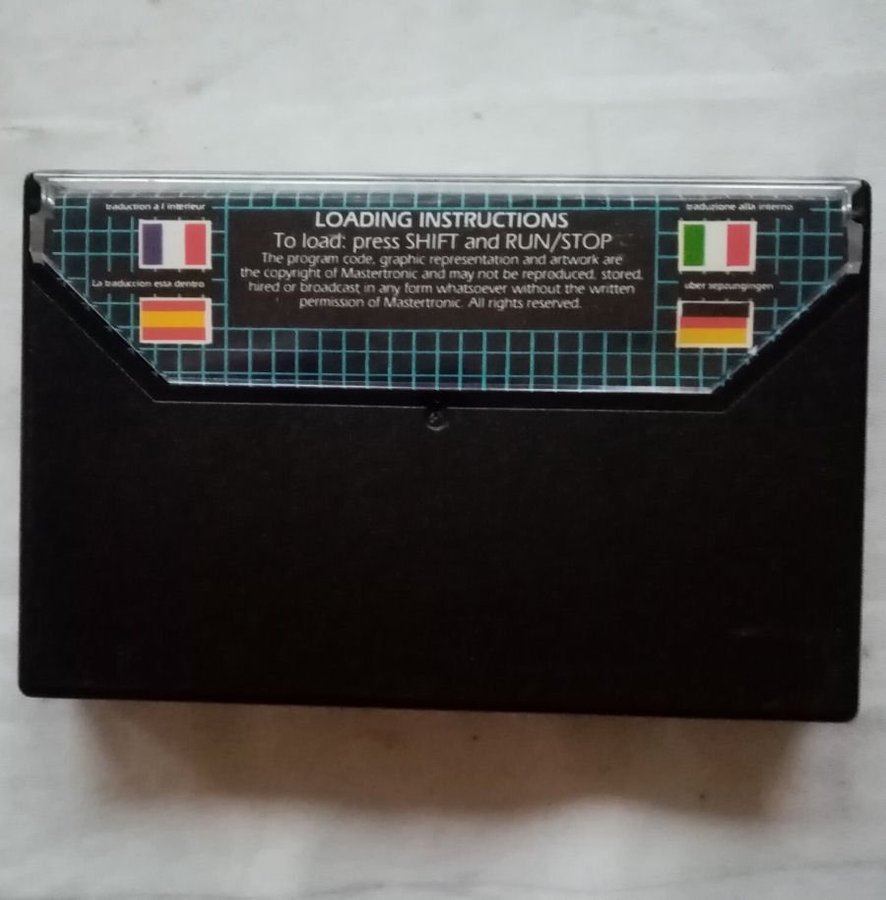 traduction a l'interieur
LOADING INSTRUCTIONS
To load: press SHIFT and RUN/STOP
The program code, graphic representation and artwork are
the copyright of Mastertronic and may not be reproduced, stored,
hired or broadcast in any form whatsoever without the written
permission of Mastertronic. All rights reserved.
La traduccion esta dentro
traduzione alla interno
uber sepzungingen